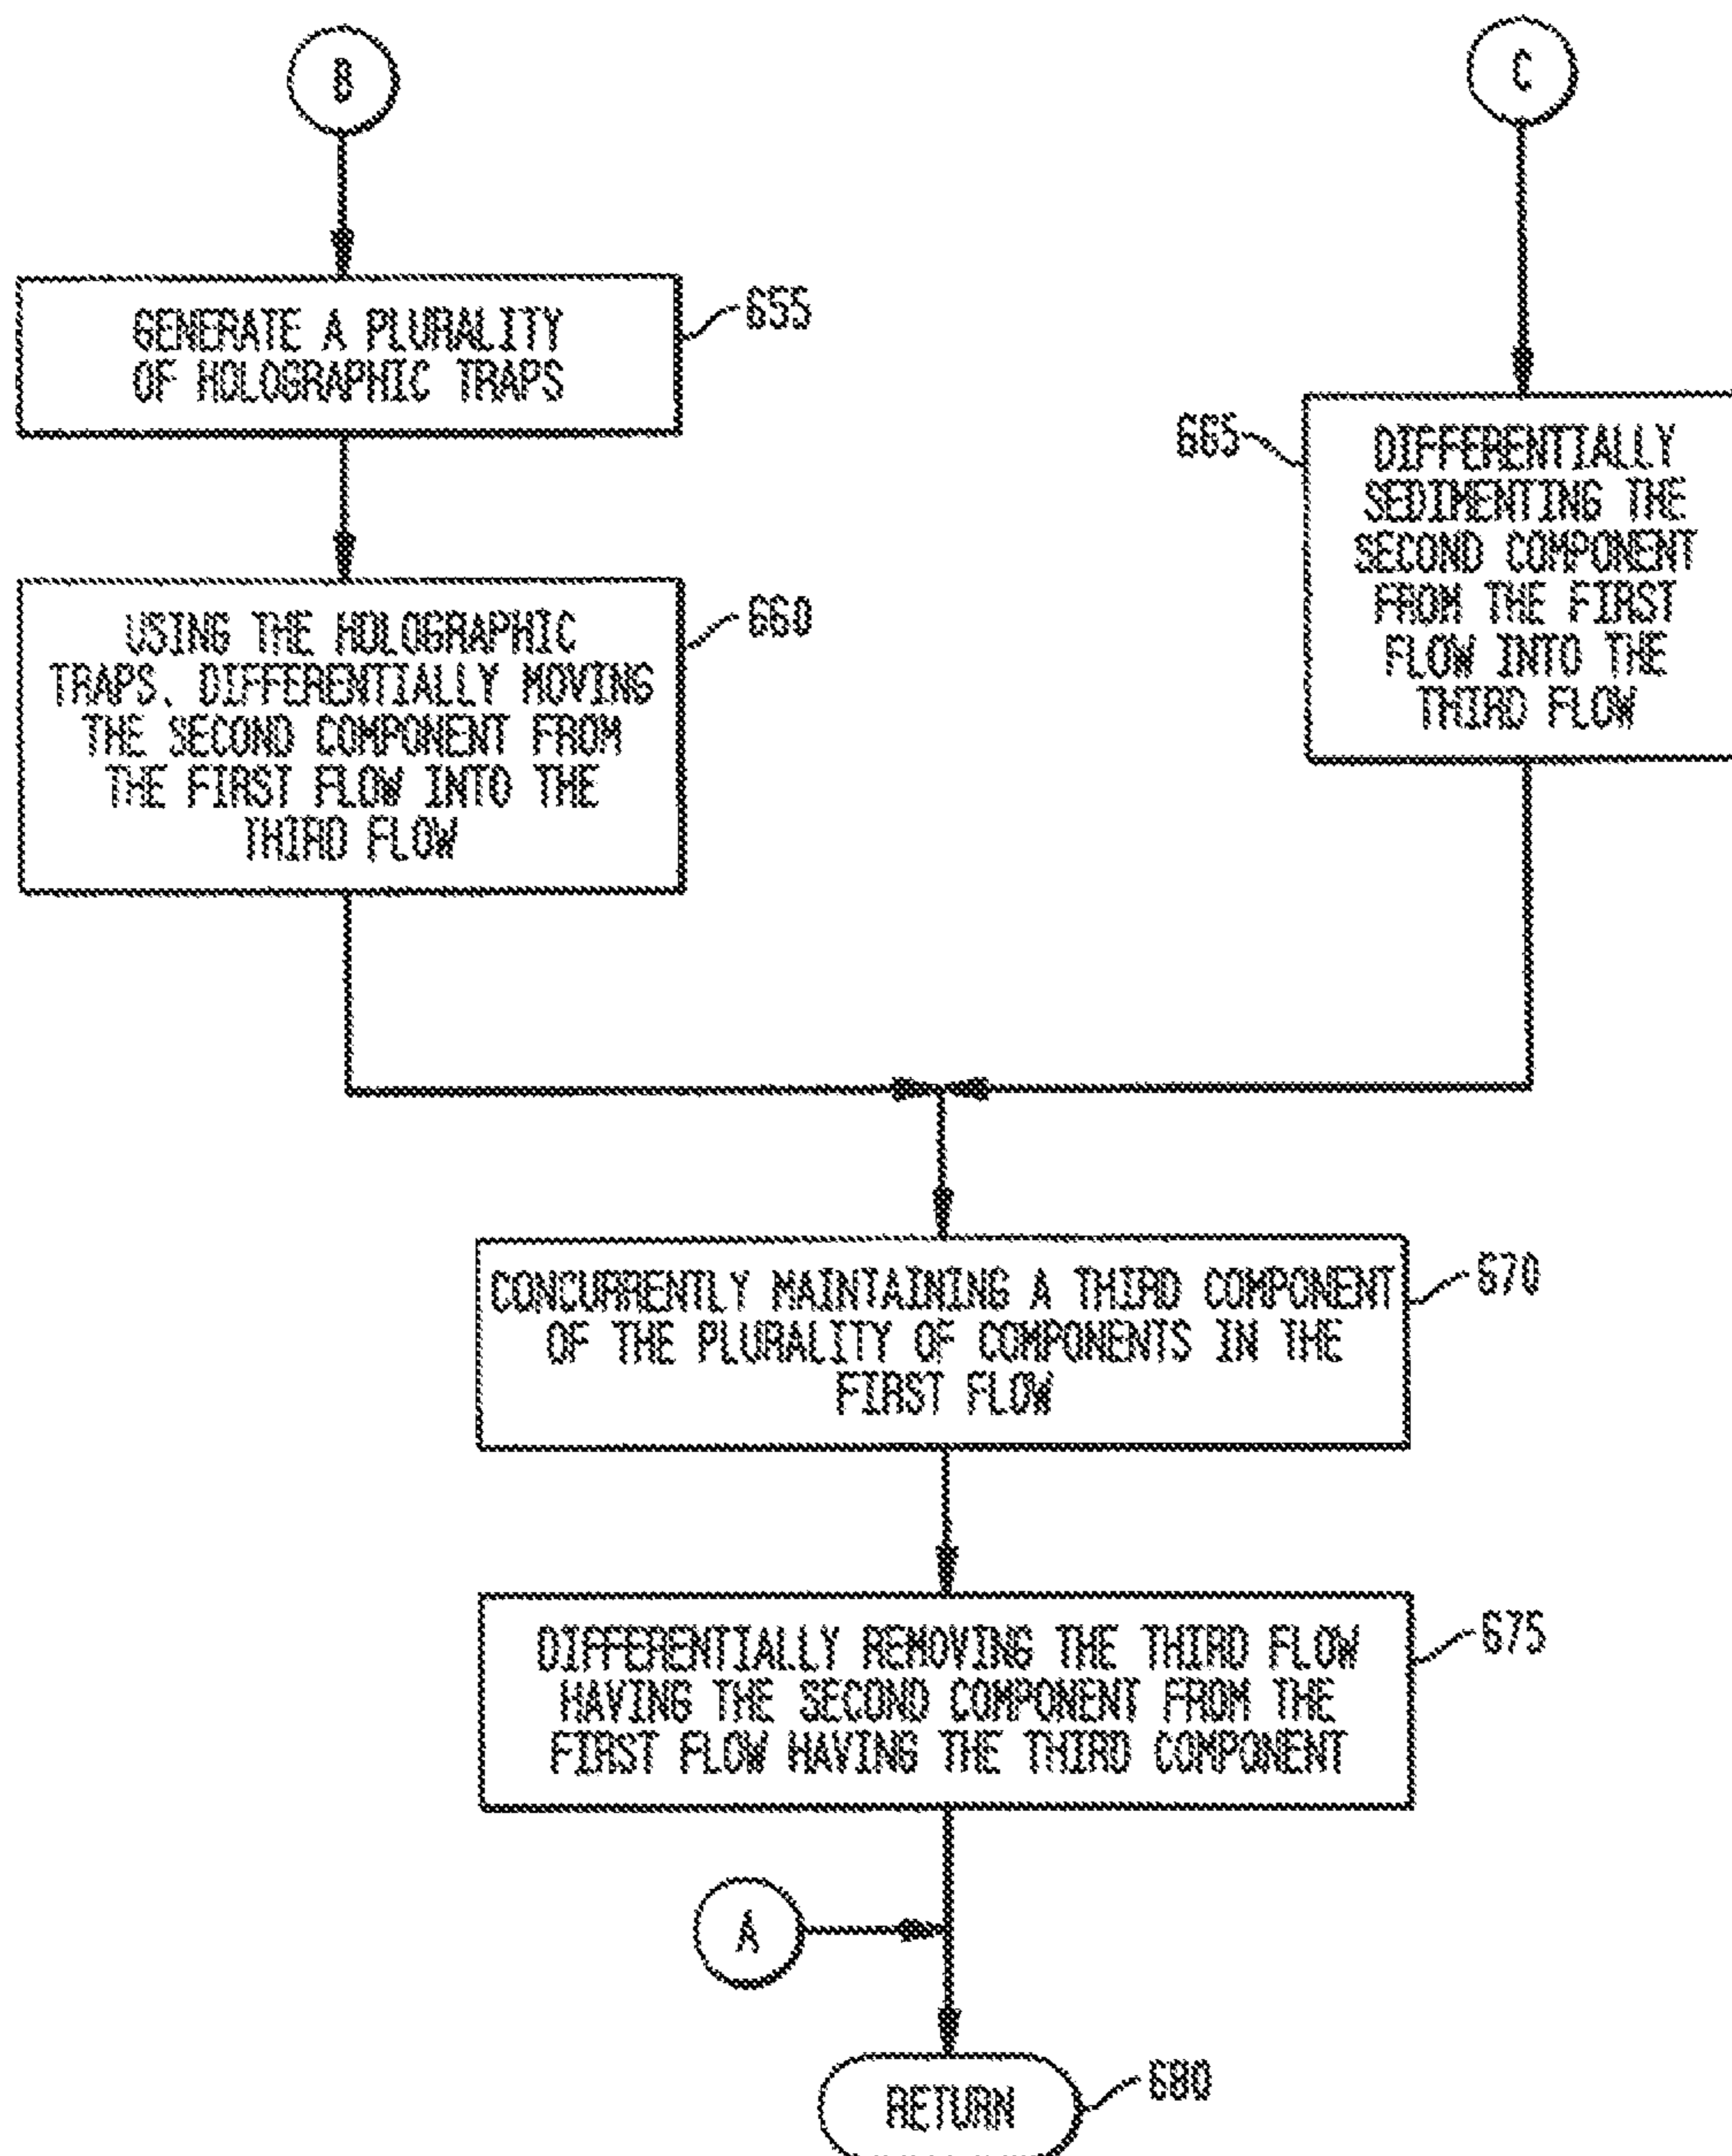 B
C
GENERATE A PLURALITY
OF HOLOGRAPHIC TRAPS
655
665
DIFFERENTIALLY
SEDIMENTING THE
SECOND COMPONENT
FROM THE FIRST
FLOW INTO THE
THIRD FLOW
USING THE HOLOGRAPHIC
TRAPS, DIFFERENTIALLY MOVING
THE SECOND COMPONENT FROM
THE FIRST FLOW INTO THE
THIRD FLOW
660
CONCURRENTLY MAINTAINING A THIRD COMPONENT
OF THE PLURALITY OF COMPONENTS IN THE
FIRST FLOW
670
DIFFERENTIALLY REMOVING THE THIRD FLOW
HAVING THE SECOND COMPONENT FROM THE
FIRST FLOW HAVING THE THIRD COMPONENT
675
A
RETURN
680